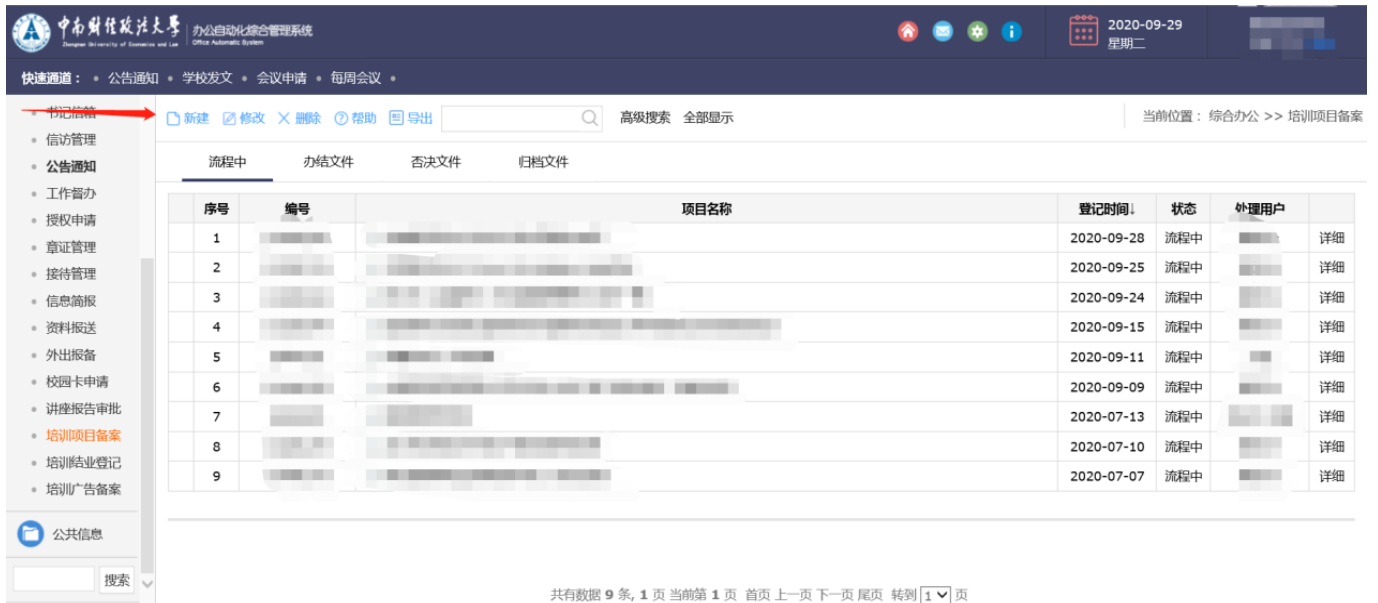 中南财经政法大学 办公自动化综合管理系统
Zhongnan University of Economics and Law Office Automatic System
2020-09-29
星期二
快速通道： 公告通知 学校发文 会议申请 每周会议
书记信箱
信访管理
公告通知
工作督办
授权申请
章证管理
接待管理
信息简报
资料报送
外出报备
校园卡申请
讲座报告审批
培训项目备案
培训结业登记
培训广告备案
公共信息
搜索
新建 修改 删除 帮助 导出 高级搜索 全部显示
当前位置：综合办公 >> 培训项目备案
流程中 办结文件 否决文件 归档文件
序号 编号 项目名称 登记时间↓ 状态 处理用户
1 2020-09-28 流程中 详细
2 2020-09-25 流程中 详细
3 2020-09-24 流程中 详细
4 2020-09-15 流程中 详细
5 2020-09-11 流程中 详细
6 2020-09-09 流程中 详细
7 2020-07-13 流程中 详细
8 2020-07-10 流程中 详细
9 2020-07-07 流程中 详细
共有数据 9 条, 1 页 当前第 1 页 首页 上一页 下一页 尾页 转到 1 页